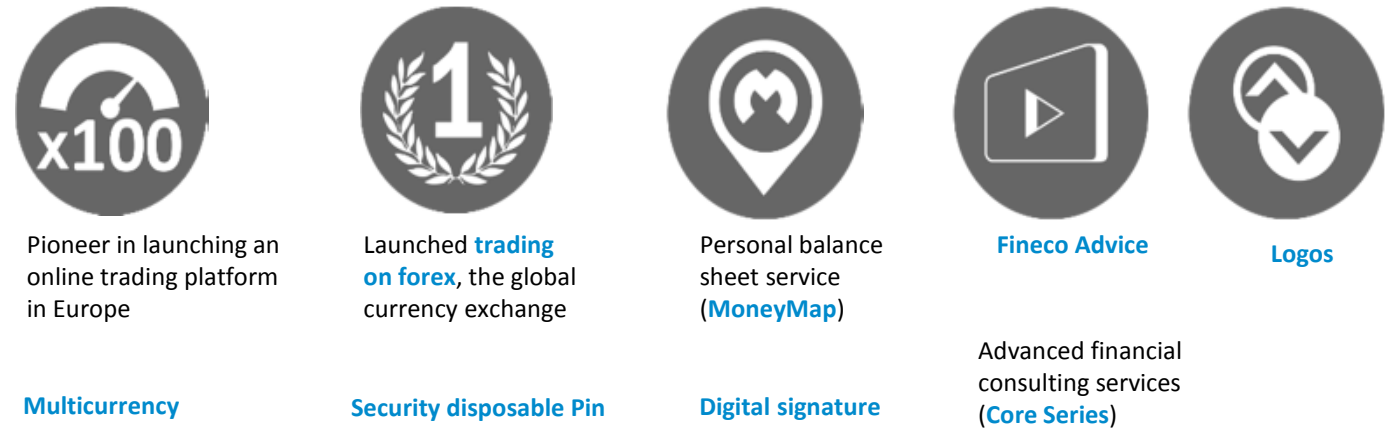 x100
1
M
Pioneer in launching an
online trading platform
in Europe
Launched trading
on forex, the global
currency exchange
Personal balance
sheet service
(MoneyMap)
Fineco Advice
Logos
Multicurrency
Security disposable Pin
Digital signature
Advanced financial
consulting services
(Core Series)